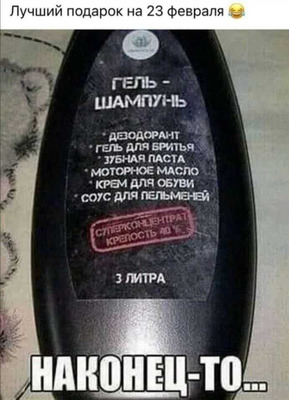 Лучший подарок на 23 февраля 😂
ГЕЛЬ -
ШАМПУНЬ
* ДЕЗОДОРАНТ
* ГЕЛЬ ДЛЯ БРИТЬЯ
* ЗУБНАЯ ПАСТА
* МОТОРНОЕ МАСЛО
* КРЕМ ДЛЯ ОБУВИ
* СОУС ДЛЯ ПЕЛЬМЕНЕЙ
СУПЕРКОНЦЕНТРАТ
КРЕПОСТЬ 40 %
3 ЛИТРА
НАКОНЕЦ-ТО...